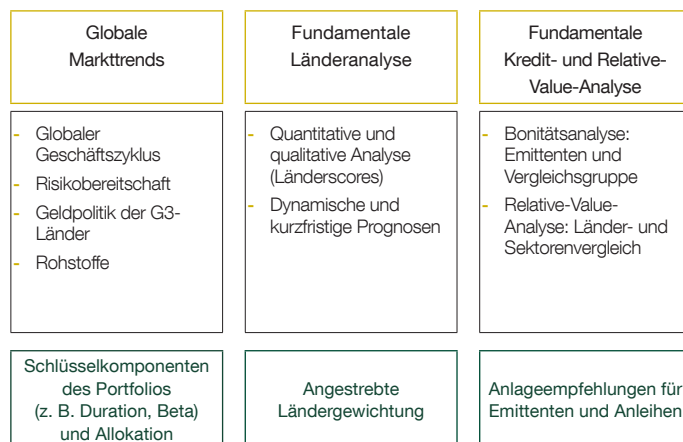 Globale
Markttrends
- Globaler
Geschäftszyklus
- Risikobereitschaft
- Geldpolitik der G3-
Länder
- Rohstoffe
Schlüsselkomponenten
des Portfolios
(z. B. Duration, Beta)
und Allokation
Fundamentale
Länderanalyse
- Quantitative und
qualitative Analyse
(Länderscores)
- Dynamische und
kurzfristige Prognosen
Angestrebte
Ländergewichtung
Fundamentale
Kredit- und Relative-
Value-Analyse
- Bonitätsanalyse:
Emittenten und
Vergleichsgruppe
- Relative-Value-
Analyse: Länder- und
Sektorenvergleich
Anlageempfehlungen für
Emittenten und Anleihen